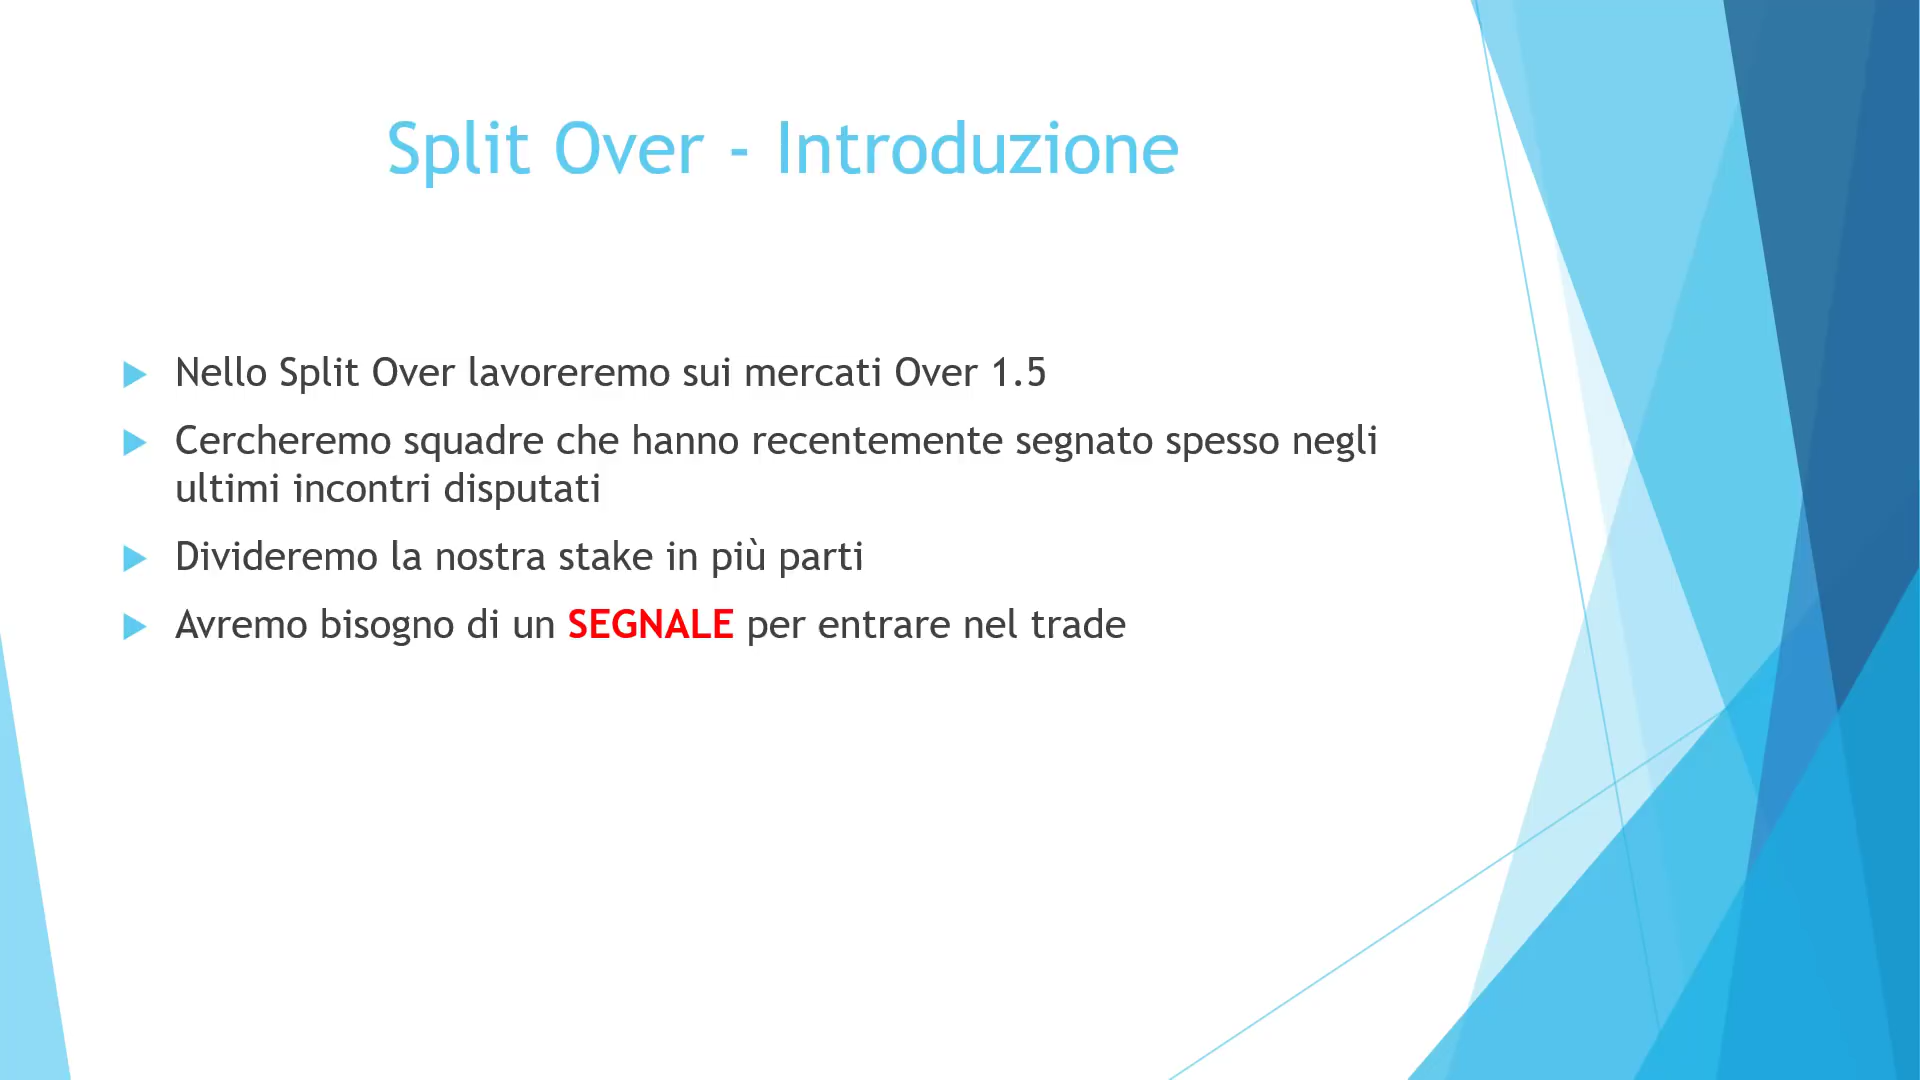 Split Over - Introduzione
Nello Split Over lavoreremo sui mercati Over 1.5
Cercheremo squadre che hanno recentemente segnato spesso negli
ultimi incontri disputati
Divideremo la nostra stake in più parti
Avremo bisogno di un SEGNALE per entrare nel trade